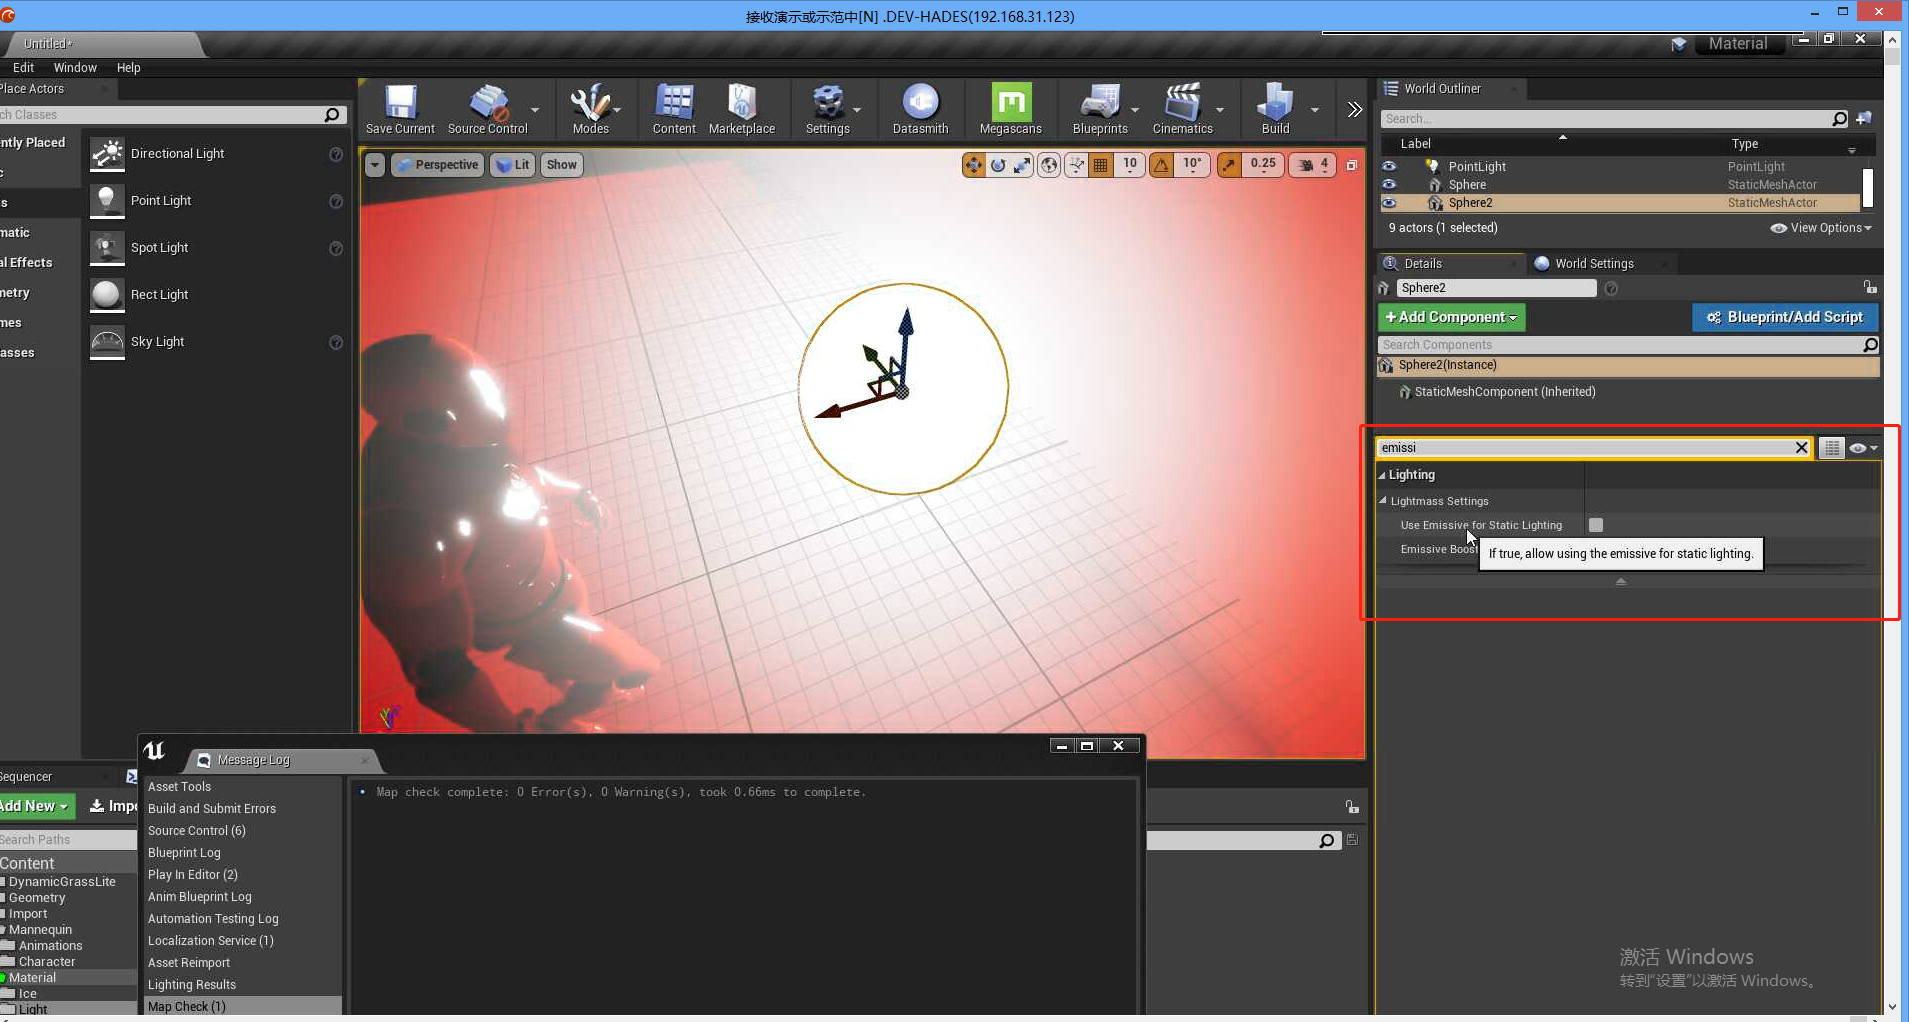 接收演示或示范中[N] .DEV-HADES(192.168.31.123)
Untitled*
Material
Edit Window Help
Place Actors
ch Classes
ntly Placed
c
s
matic
al Effects
netry
mes
asses
Directional Light
Point Light
Spot Light
Rect Light
Sky Light
Save Current
Source Control
Modes
Content
Marketplace
Settings
Datasmith
Megascans
Blueprints
Cinematics
Build
Perspective
Lit
Show
10
10°
0.25
4
World Outliner
Search...
Label Type
PointLight PointLight
Sphere StaticMeshActor
Sphere2 StaticMeshActor
9 actors (1 selected)
View Options
Details
World Settings
Sphere2
+Add Component
Blueprint/Add Script
Search Components
Sphere2(Instance)
StaticMeshComponent (Inherited)
emissi
Lighting
Lightmass Settings
Use Emissive for Static Lighting
Emissive Boost
If true, allow using the emissive for static lighting.
Message Log
Asset Tools
Build and Submit Errors
Source Control (6)
Blueprint Log
Play In Editor (2)
Anim Blueprint Log
Automation Testing Log
Localization Service (1)
Asset Reimport
Lighting Results
Map Check (1)
Map check complete: 0 Error(s), 0 Warning(s), took 0.66ms to complete.
Sequencer
Add New
Impo
Search Paths
Content
DynamicGrassLite
Geometry
Import
Mannequin
Animations
Character
Material
Ice
Light
激活 Windows
转到"设置"以激活 Windows。